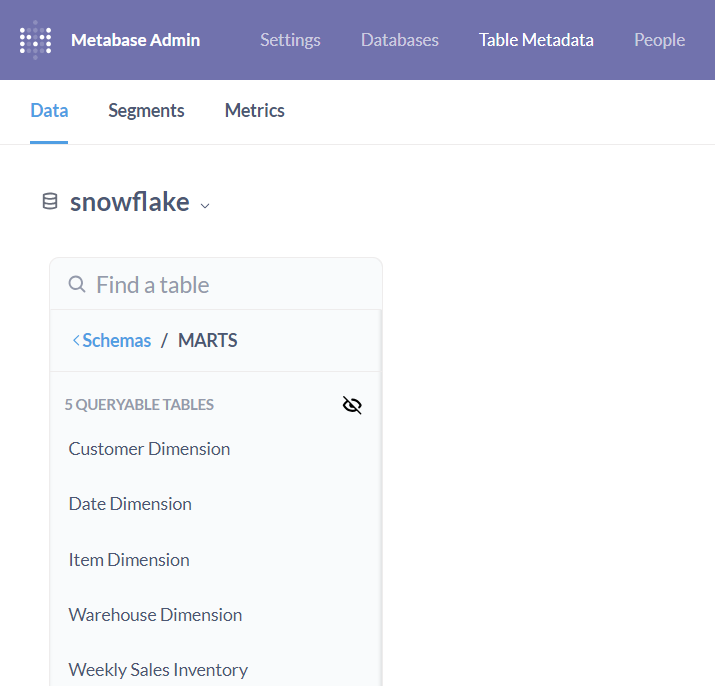 Metabase Admin Settings Databases Table Metadata People
Data Segments Metrics
snowflake
Find a table
Schemas / MARTS
5 QUERYABLE TABLES
Customer Dimension
Date Dimension
Item Dimension
Warehouse Dimension
Weekly Sales Inventory